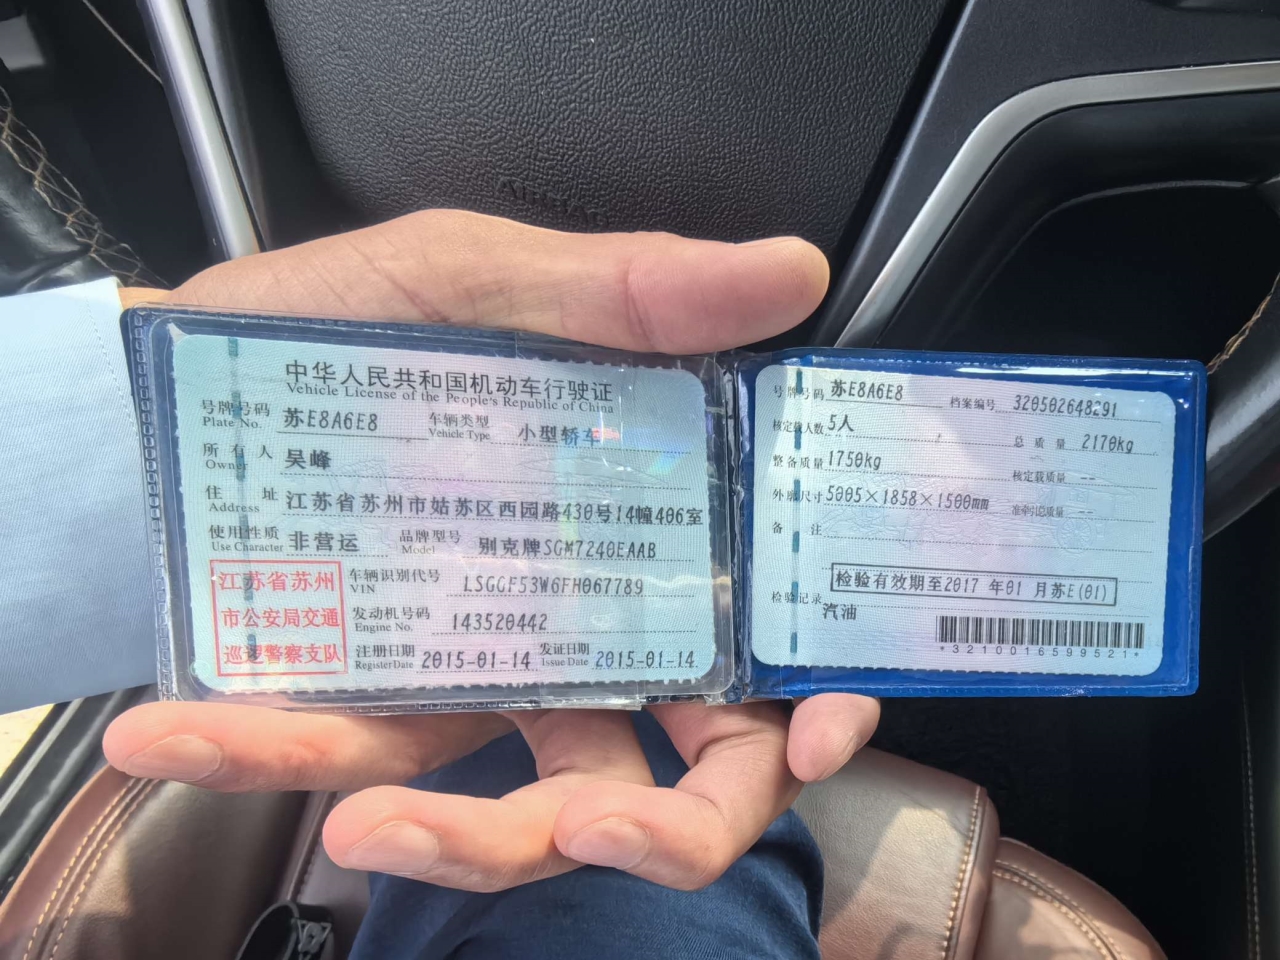 AIRBAG
中华人民共和国机动车行驶证
Vehicle License of the People's Republic of China
号牌号码 苏E8A6E8 车辆类型 小型轿车
Plate No. Vehicle Type
所有人 吴峰
Owner
住址 江苏省苏州市姑苏区西园路430号14幢406室
Address
使用性质 非营运 品牌型号 别克牌SGM7240EAAB
Use Character Model
江苏省苏州
市公安局交通
巡逻警察支队
车辆识别代号 LSGGF53W6FH067789
VIN
发动机号码 143520442
Engine No.
注册日期 2015-01-14 发证日期 2015-01-14
Register Date Issue Date
号牌号码 苏E8A6E8 档案编号 320502648291
核定载人数 5人 总质量 2170kg
整备质量 1750kg 核定载质量 --
外廓尺寸 5005×1858×1500mm 准牵引总质量 --
备注
检验有效期至2017 年01 月苏E(01)
检验记录
汽油
*3210016599521*